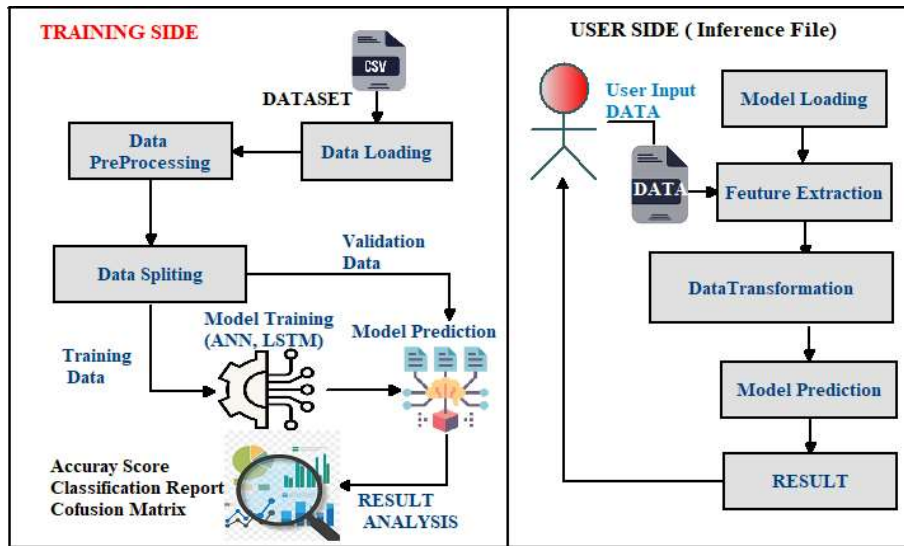 TRAINING SIDE
CSV
DATASET
Data
PreProcessing
Data Loading
Data Spliting
Validation
Data
Training
Data
Model Training
(ANN, LSTM)
Model Prediction
Accuray Score
Classification Report
Cofusion Matrix
RESULT
ANALYSIS
USER SIDE ( Inference File)
User Input
DATA
DATA
Model Loading
Feuture Extraction
DataTransformation
Model Prediction
RESULT